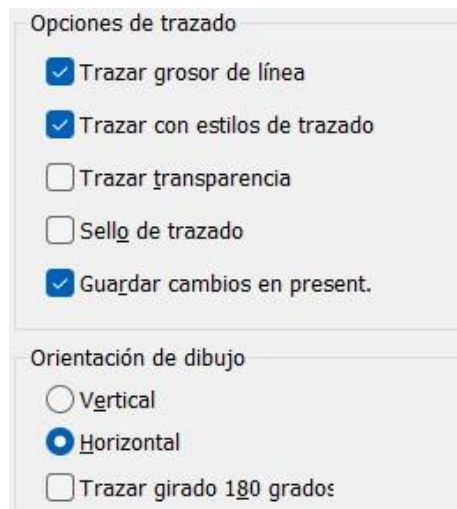 Opciones de trazado
Trazar grosor de línea
Trazar con estilos de trazado
Trazar transparencia
Sello de trazado
Guardar cambios en present.
Orientación de dibujo
Vertical
Horizontal
Trazar girado 180 grados